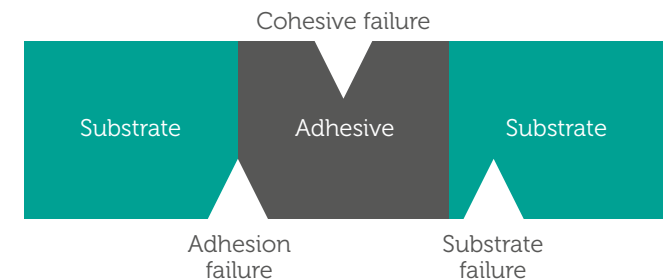 Cohesive failure
Substrate
Adhesive
Substrate
Adhesion
failure
Substrate
failure